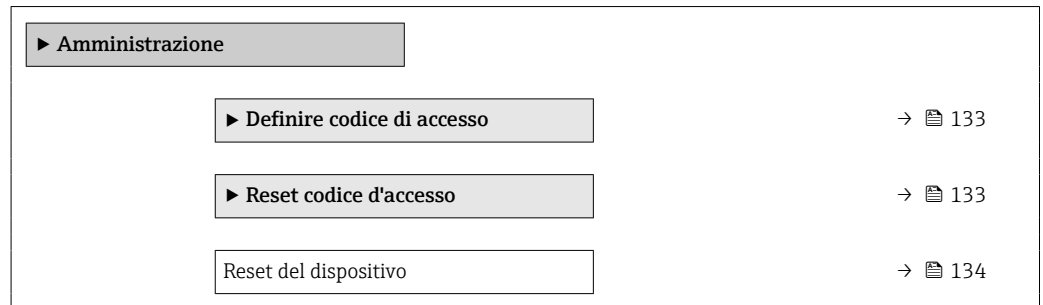 ▶ Amministrazione
▶ Definire codice di accesso → 133
▶ Reset codice d'accesso → 133
Reset del dispositivo → 134